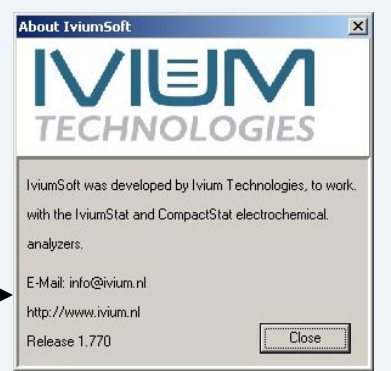 About IviumSoft
IVIUM
TECHNOLOGIES
IviumSoft was developed by Ivium Technologies, to work
with the IviumStat and CompactStat electrochemical
analyzers.
E-Mail: info@ivium.nl
http://www.ivium.nl
Release 1.770
Close